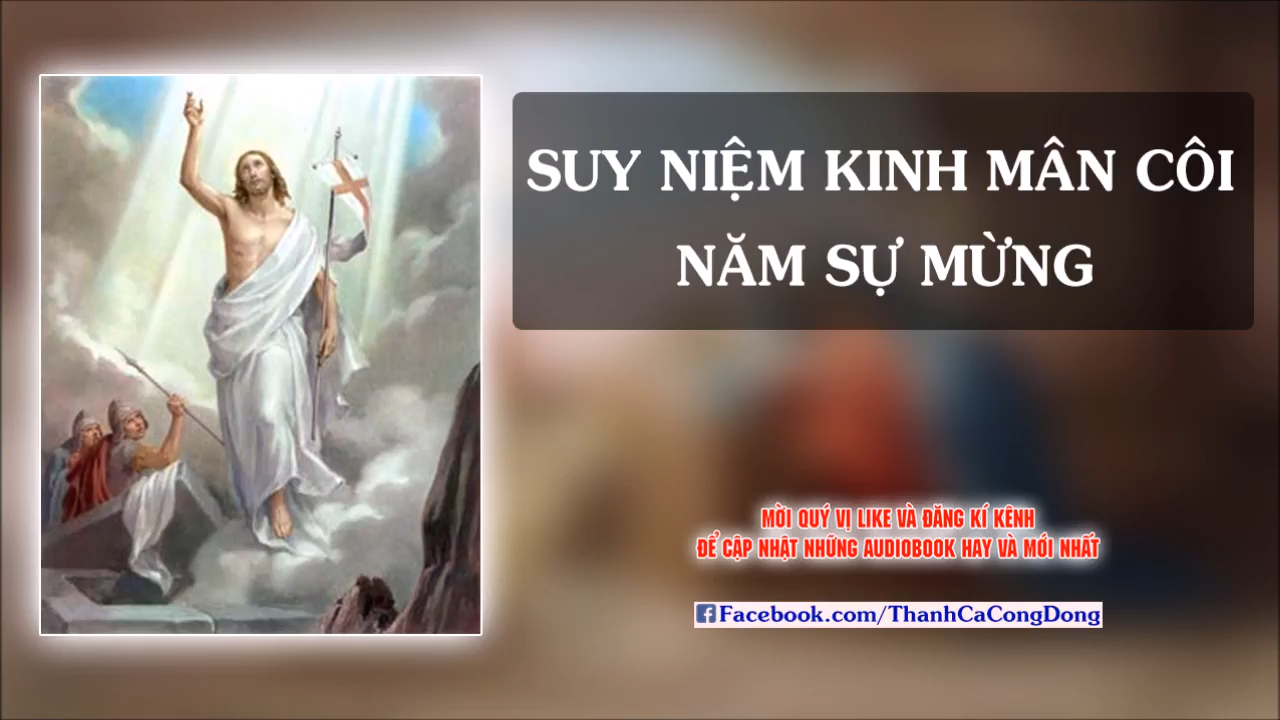 SUY NIỆM KINH MÂN CÔI
NĂM SỰ MỪNG
MỜI QUÝ VỊ LIKE VÀ ĐĂNG KÍ KÊNH
ĐỂ CẬP NHẬT NHỮNG AUDIOBOOK HAY VÀ MỚI NHẤT
Facebook.com/ThanhCaCongDong